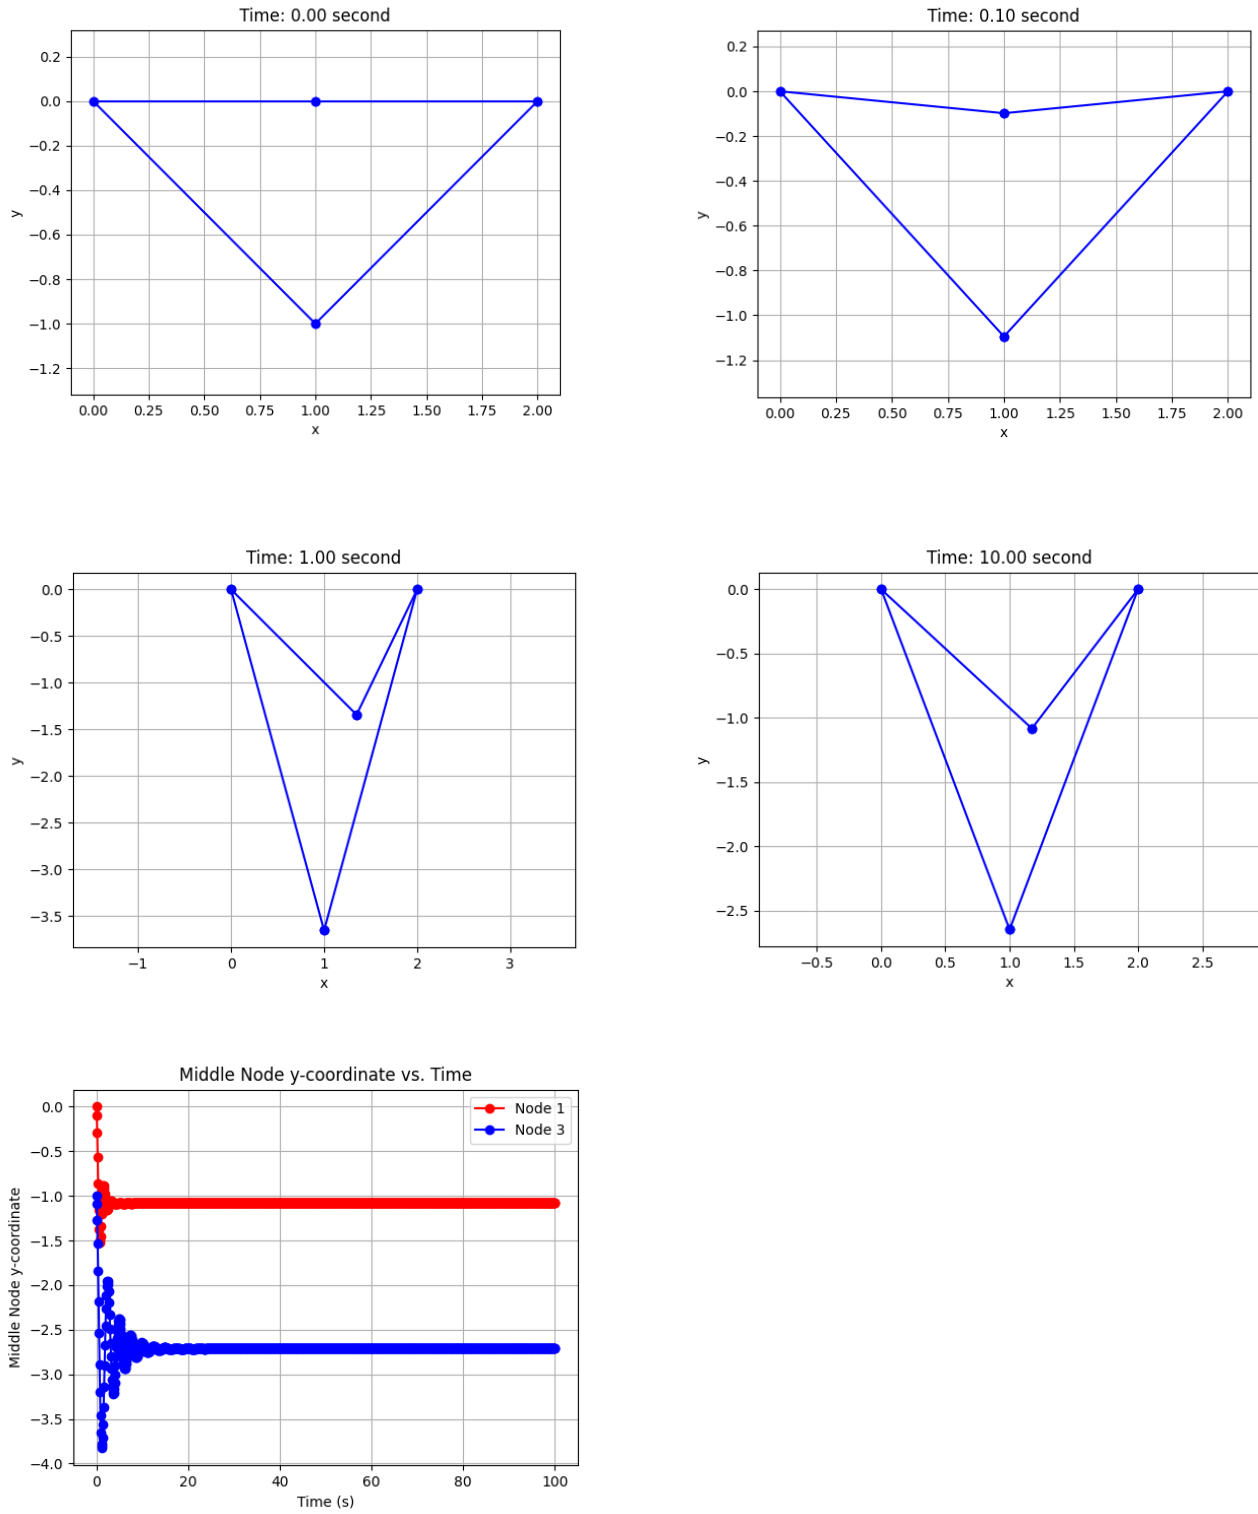 Time: 0.00 second
0.2
0.0
−0.2
−0.4
−0.6
−0.8
−1.0
−1.2
y
0.00 0.25 0.50 0.75 1.00 1.25 1.50 1.75 2.00
x
Time: 0.10 second
0.2
0.0
−0.2
−0.4
−0.6
−0.8
−1.0
−1.2
y
0.00 0.25 0.50 0.75 1.00 1.25 1.50 1.75 2.00
x
Time: 1.00 second
0.0
−0.5
−1.0
−1.5
−2.0
−2.5
−3.0
−3.5
y
−1 0 1 2 3
x
Time: 10.00 second
0.0
−0.5
−1.0
−1.5
−2.0
−2.5
y
−0.5 0.0 0.5 1.0 1.5 2.0 2.5
x
Middle Node y-coordinate vs. Time
Node 1
Node 3
0.0
−0.5
−1.0
−1.5
−2.0
−2.5
−3.0
−3.5
−4.0
Middle Node y-coordinate
0 20 40 60 80 100
Time (s)